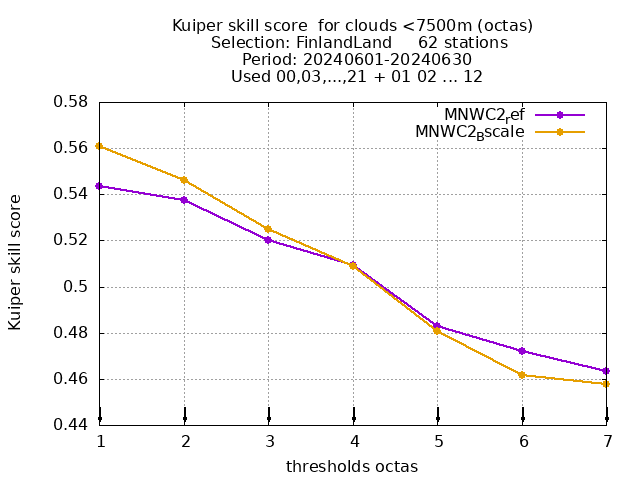 Kuiper skill score  for clouds <7500m (octas)
Selection: FinlandLand     62 stations
Period: 20240601-20240630
Used 00,03,...,21 + 01 02 ... 12
MNWC2ref
MNWC2Bscale
0.58
0.56
0.54
0.52
0.5
0.48
0.46
0.44
Kuiper skill score
1 2 3 4 5 6 7
thresholds octas